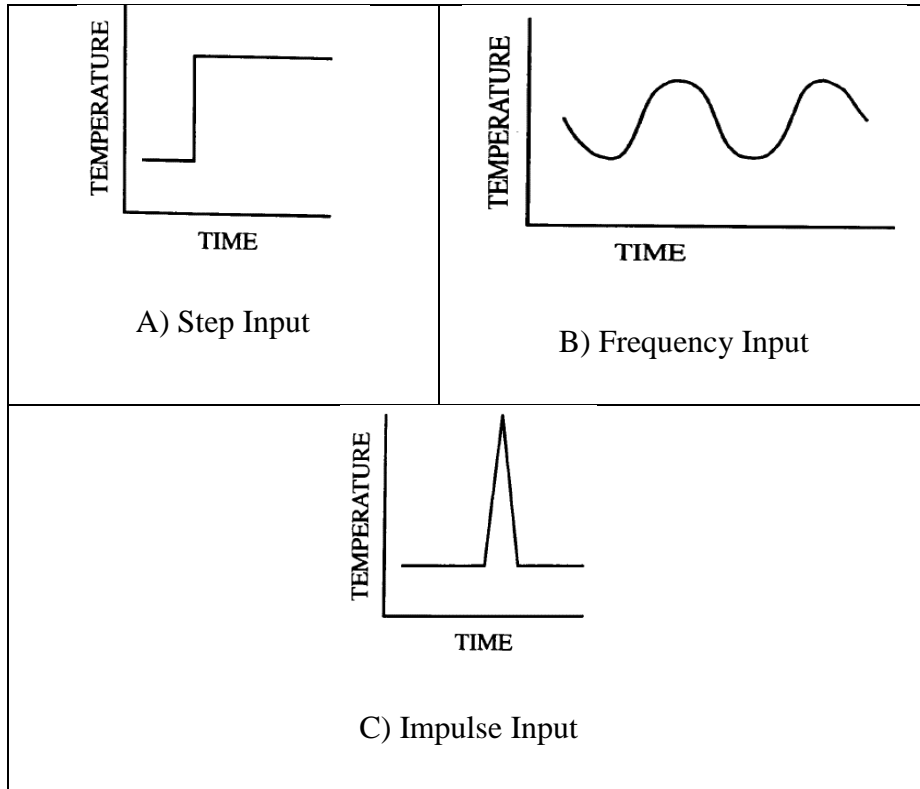 TEMPERATURE
TIME
A) Step Input
TEMPERATURE
TIME
B) Frequency Input
TEMPERATURE
TIME
C) Impulse Input